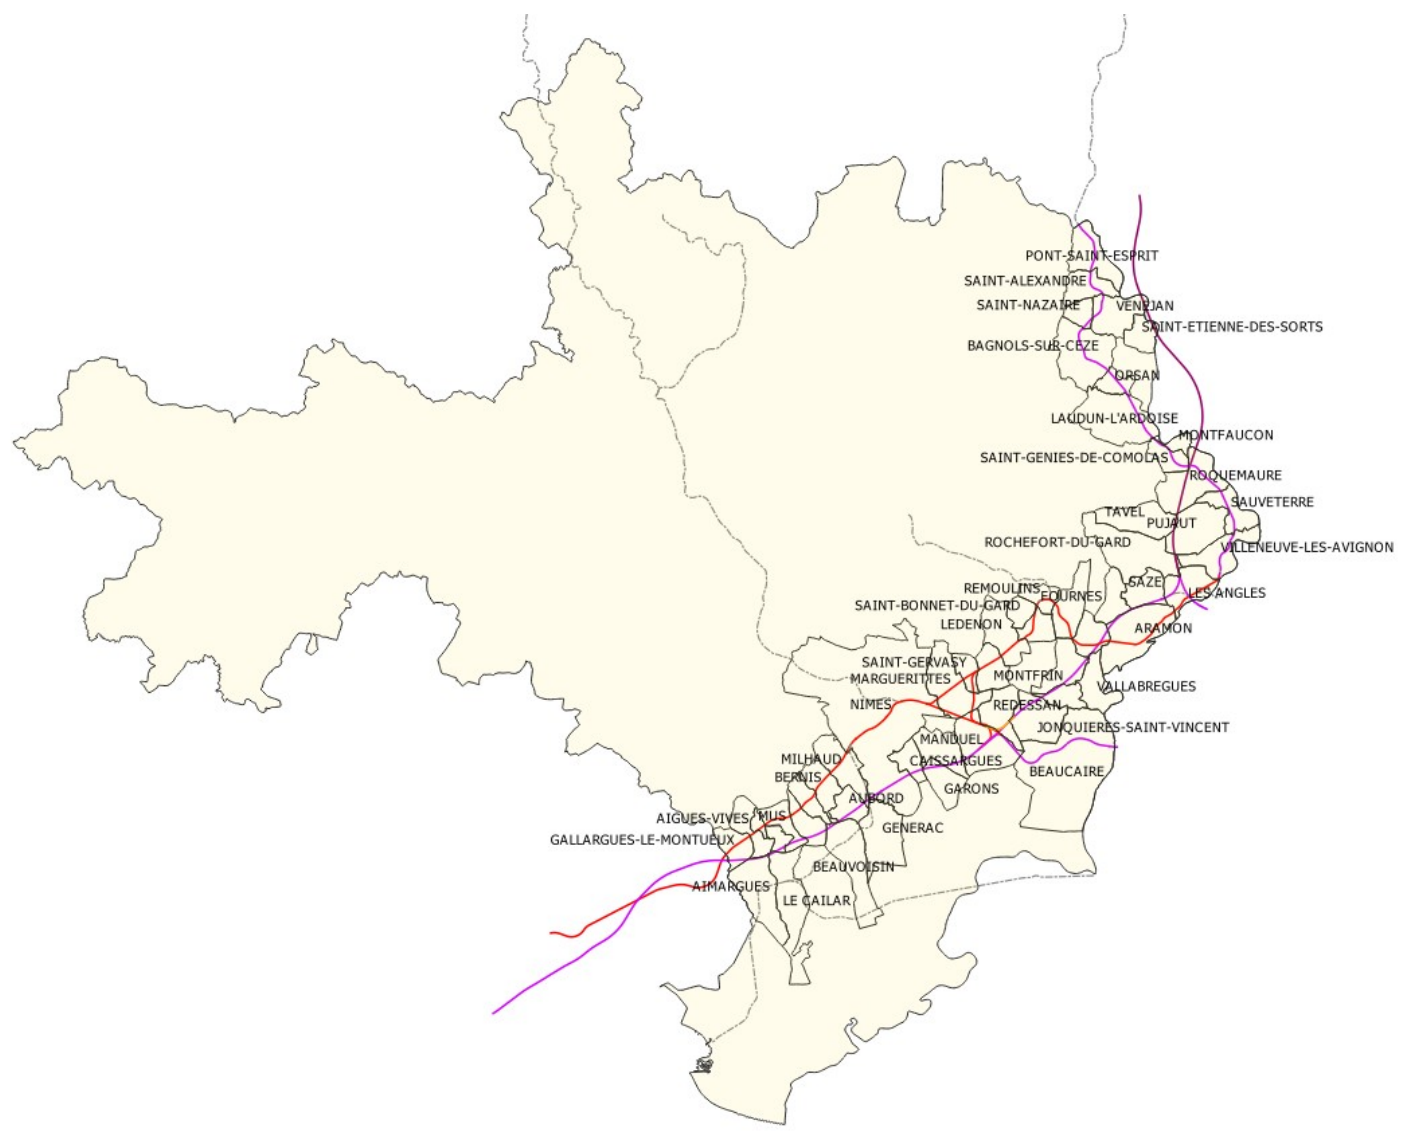 PONT-SAINT-ESPRIT
SAINT-ALEXANDRE
SAINT-NAZAIRE
VENEJAN
SAINT-ETIENNE-DES-SORTS
BAGNOLS-SUR-CEZE
ORSAN
LAUDUN-L'ARDOISE
MONTFAUCON
SAINT-GENIES-DE-COMOLAS
ROQUEMAURE
SAUVETERRE
TAVEL
PUJAUT
ROCHEFORT-DU-GARD
VILLENEUVE-LES-AVIGNON
SAZE
REMOULINS
LES ANGLES
FOURNES
SAINT-BONNET-DU-GARD
LEDENON
ARAMON
SAINT-GERVASY
MARGUERITTES
MONTFRIN
VALLABREGUES
NIMES
REDESSAN
JONQUIERES-SAINT-VINCENT
MANDUEL
MILHAUD
CAISSARGUES
BEAUCAIRE
BERNIS
GARONS
AUBORD
AIGUES-VIVES
MUS
GENERAC
GALLARGUES-LE-MONTUEUX
BEAUVOISIN
AIMARGUES
LE CAILAR